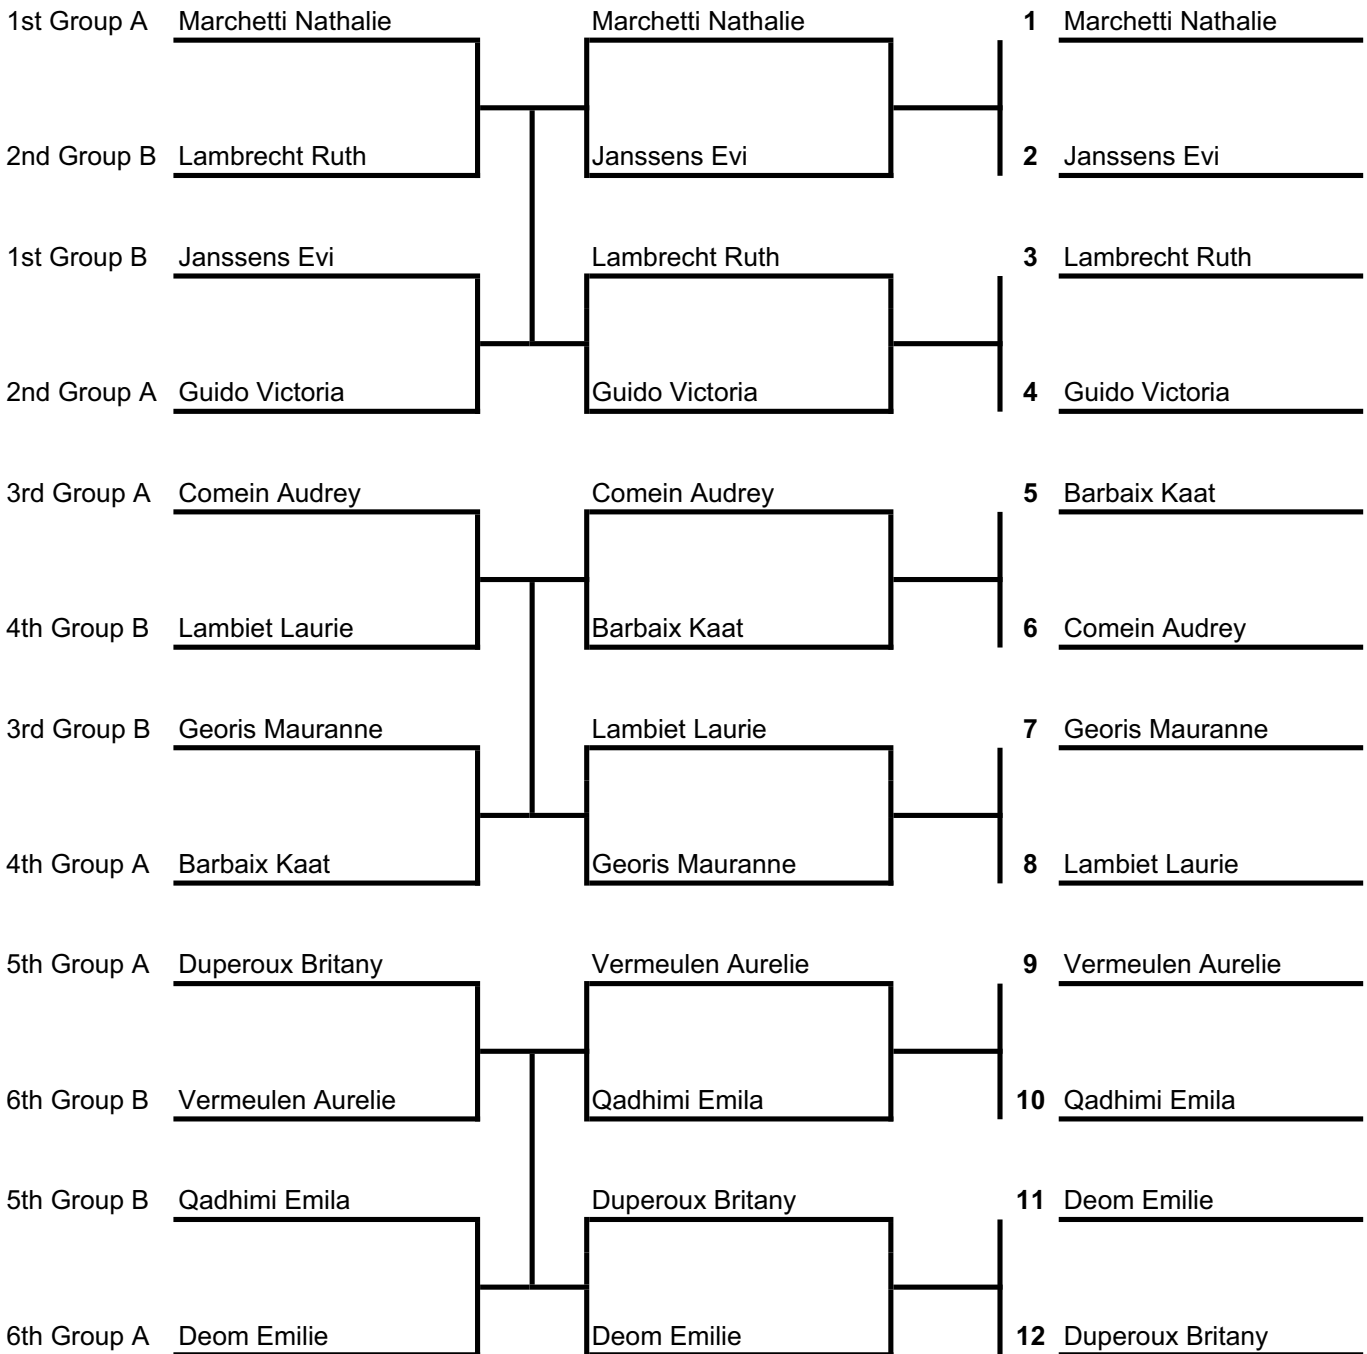 1st Group A Marchetti Nathalie Marchetti Nathalie 1 Marchetti Nathalie
2nd Group B Lambrecht Ruth Janssens Evi 2 Janssens Evi
1st Group B Janssens Evi Lambrecht Ruth 3 Lambrecht Ruth
2nd Group A Guido Victoria Guido Victoria 4 Guido Victoria
3rd Group A Comein Audrey Comein Audrey 5 Barbaix Kaat
4th Group B Lambiet Laurie Barbaix Kaat 6 Comein Audrey
3rd Group B Georis Mauranne Lambiet Laurie 7 Georis Mauranne
4th Group A Barbaix Kaat Georis Mauranne 8 Lambiet Laurie
5th Group A Duperoux Britany Vermeulen Aurelie 9 Vermeulen Aurelie
6th Group B Vermeulen Aurelie Qadhimi Emila 10 Qadhimi Emila
5th Group B Qadhimi Emila Duperoux Britany 11 Deom Emilie
6th Group A Deom Emilie Deom Emilie 12 Duperoux Britany